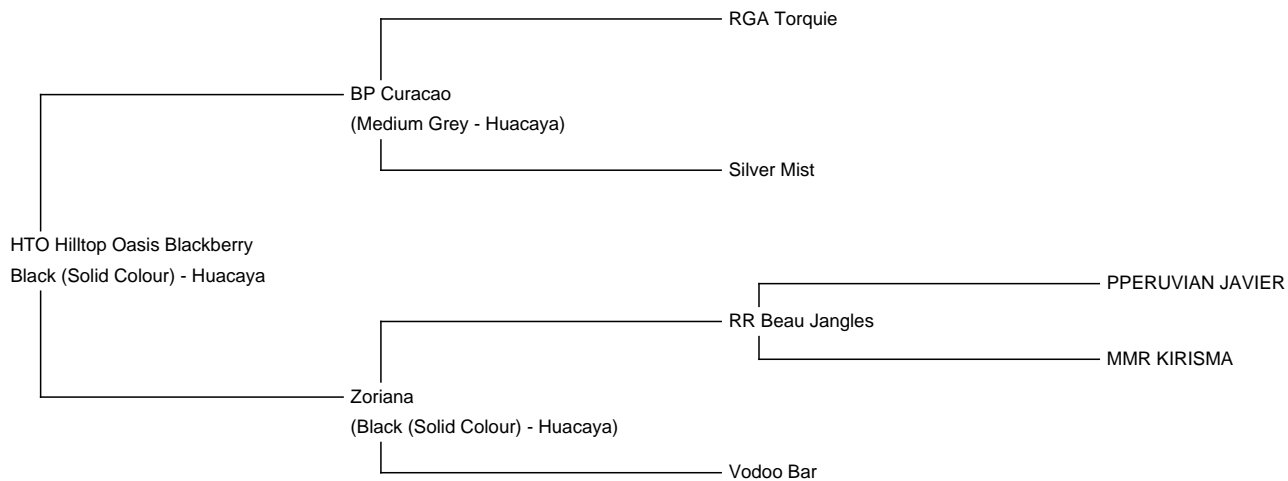 RGA Torquie
BP Curacao
(Medium Grey - Huacaya)
Silver Mist
HTO Hilltop Oasis Blackberry
Black (Solid Colour) - Huacaya
PPERUVIAN JAVIER
RR Beau Jangles
MMR KIRISMA
Zoriana
(Black (Solid Colour) - Huacaya)
Vodoo Bar